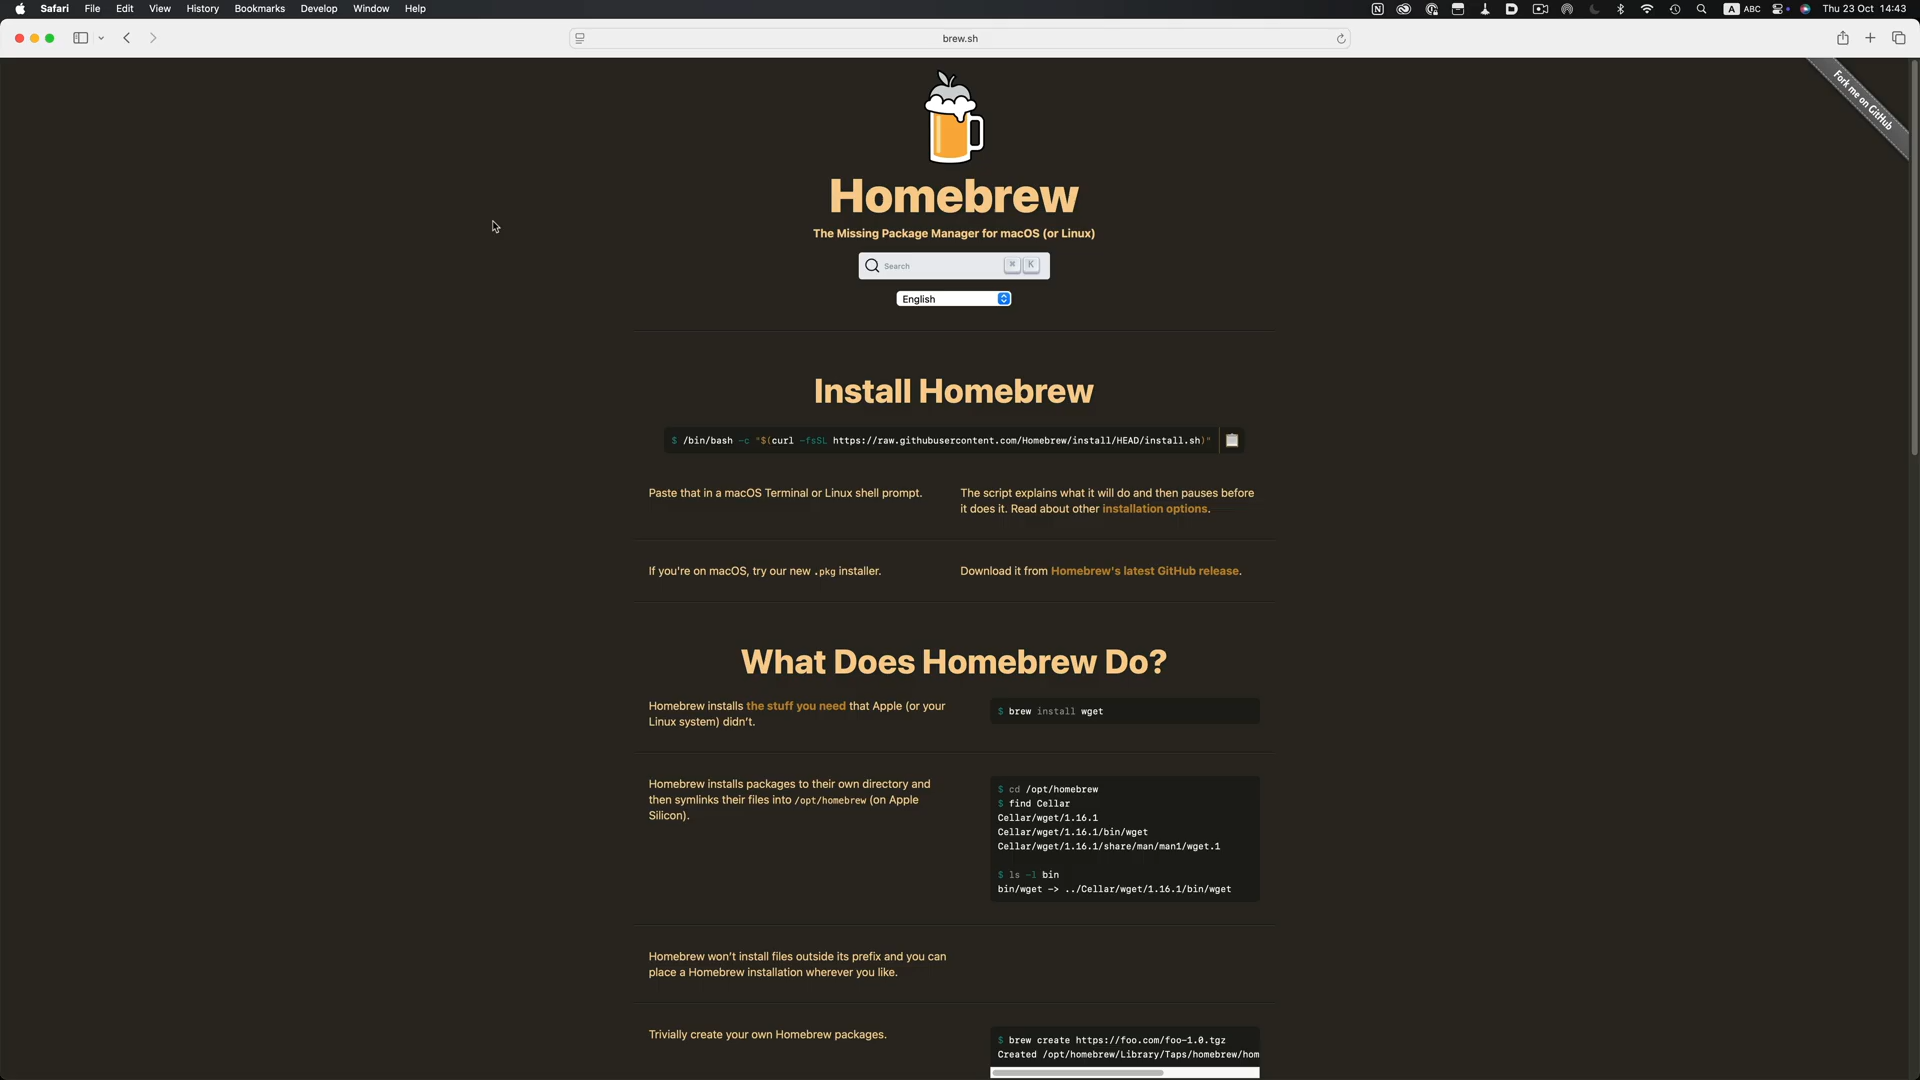 Safari File Edit View History Bookmarks Develop Window Help
A ABC Thu 23 Oct 14:43
brew.sh
Fork me on GitHub
Homebrew
The Missing Package Manager for macOS (or Linux)
Search ⌘ K
English
Install Homebrew
$ /bin/bash -c "$(curl -fsSL https://raw.githubusercontent.com/Homebrew/install/HEAD/install.sh)"
Paste that in a macOS Terminal or Linux shell prompt.
The script explains what it will do and then pauses before
it does it. Read about other installation options.
If you're on macOS, try our new .pkg installer.
Download it from Homebrew's latest GitHub release.
What Does Homebrew Do?
Homebrew installs the stuff you need that Apple (or your
Linux system) didn't.
$ brew install wget
Homebrew installs packages to their own directory and
then symlinks their files into /opt/homebrew (on Apple
Silicon).
$ cd /opt/homebrew
$ find Cellar
Cellar/wget/1.16.1
Cellar/wget/1.16.1/bin/wget
Cellar/wget/1.16.1/share/man/man1/wget.1
$ ls -l bin
bin/wget -> ../Cellar/wget/1.16.1/bin/wget
Homebrew won't install files outside its prefix and you can
place a Homebrew installation wherever you like.
Trivially create your own Homebrew packages.
$ brew create https://foo.com/foo-1.0.tgz
Created /opt/homebrew/Library/Taps/homebrew/hom